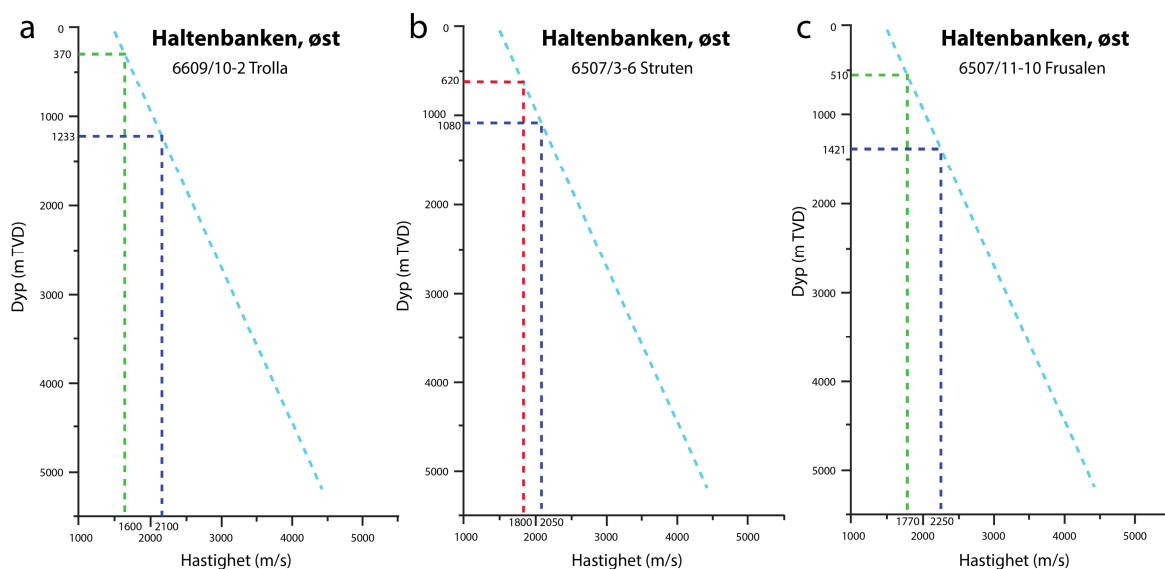 a
Haltenbanken, øst
6609/10-2 Trolla
0
370
1000
1233
2000
3000
4000
5000
Dyp (m TVD)
1600 2100
1000 2000 3000 4000 5000
Hastighet (m/s)
b
Haltenbanken, øst
6507/3-6 Struten
0
620
1000
1080
2000
3000
4000
5000
Dyp (m TVD)
1800 2050
1000 2000 3000 4000 5000
Hastighet (m/s)
c
Haltenbanken, øst
6507/11-10 Frusalen
0
510
1000
1421
2000
3000
4000
5000
Dyp (m TVD)
1770 2250
1000 2000 3000 4000 5000
Hastighet (m/s)